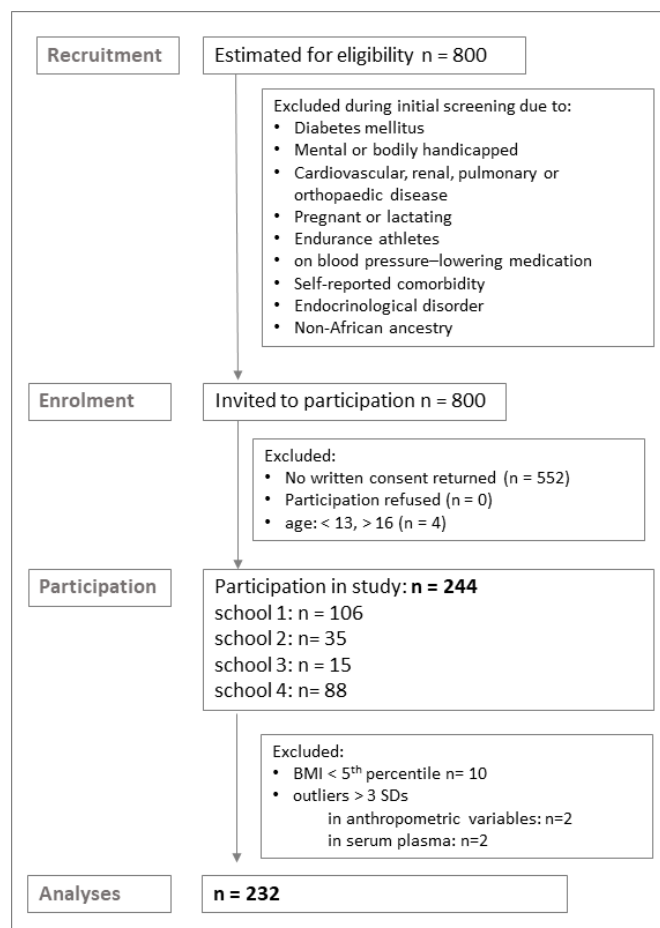 Recruitment
Estimated for eligibility n = 800
Excluded during initial screening due to:
• Diabetes mellitus
• Mental or bodily handicapped
• Cardiovascular, renal, pulmonary or
orthopaedic disease
• Pregnant or lactating
• Endurance athletes
• on blood pressure–lowering medication
• Self-reported comorbidity
• Endocrinological disorder
• Non-African ancestry
Enrolment
Invited to participation n = 800
Excluded:
• No written consent returned (n = 552)
• Participation refused (n = 0)
• age: < 13, > 16 (n = 4)
Participation
Participation in study: n = 244
school 1: n = 106
school 2: n = 35
school 3: n = 15
school 4: n= 88
Excluded:
• BMI < 5th percentile n= 10
• outliers > 3 SDs
in anthropometric variables: n=2
in serum plasma: n=2
Analyses
n = 232